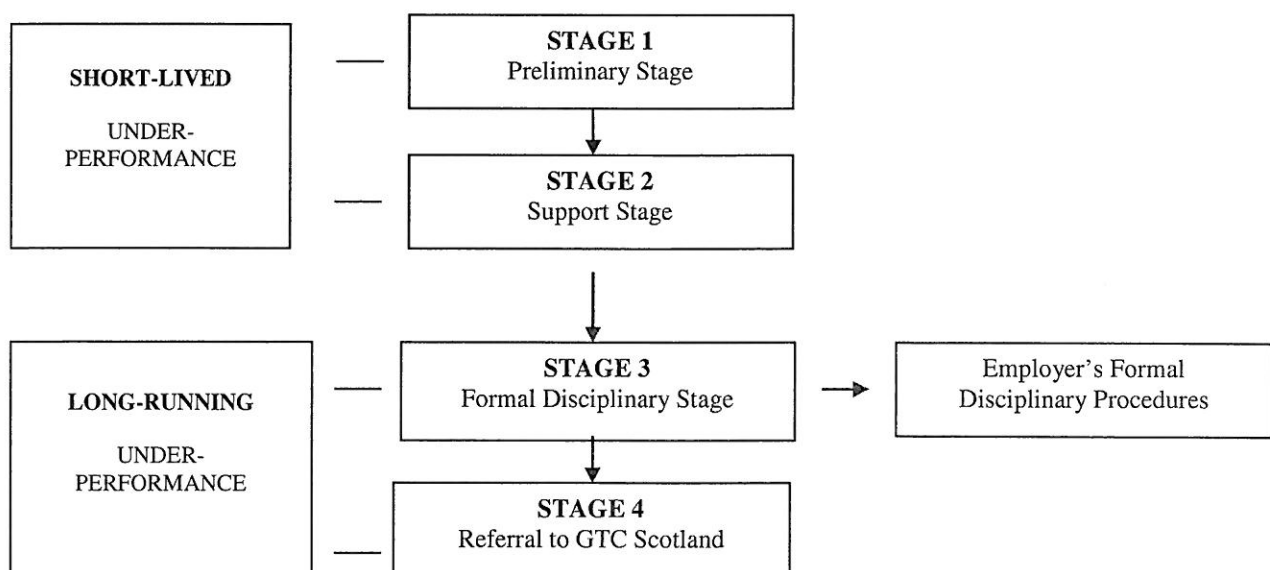 SHORT-LIVED
UNDER-
PERFORMANCE
STAGE 1
Preliminary Stage
STAGE 2
Support Stage
LONG-RUNNING
UNDER-
PERFORMANCE
STAGE 3
Formal Disciplinary Stage
Employer's Formal
Disciplinary Procedures
STAGE 4
Referral to GTC Scotland